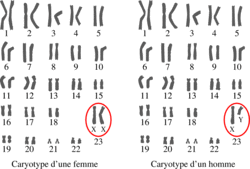 1 2 3 4 5 1 2 3 4 5
6 7 8 9 10 6 7 8 9 10
11 12 13 14 15 11 12 13 14 15
16 17 18 X X 16 17 18 X Y
19 20 21 22 23 19 20 21 22 23
Caryotype d'une femme Caryotype d'un homme